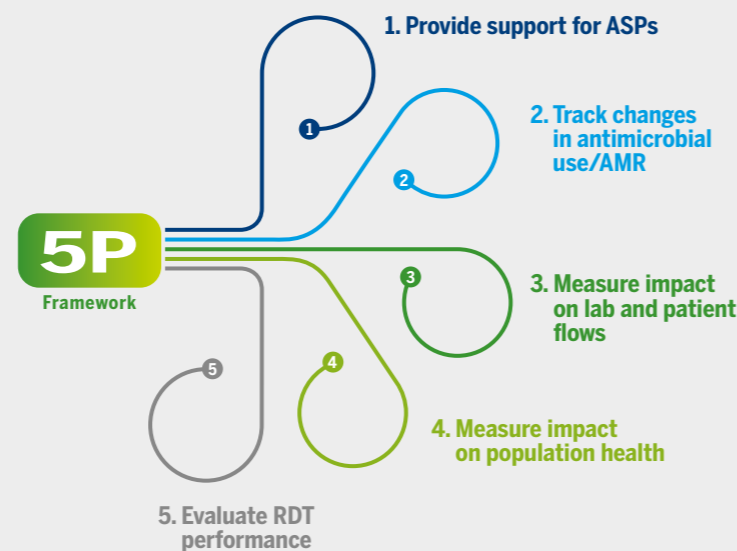 1. Provide support for ASPs
1
2. Track changes
in antimicrobial
use/AMR
2
5P
Framework
3
3. Measure impact
on lab and patient
flows
5
4
4. Measure impact
on population health
5. Evaluate RDT
performance